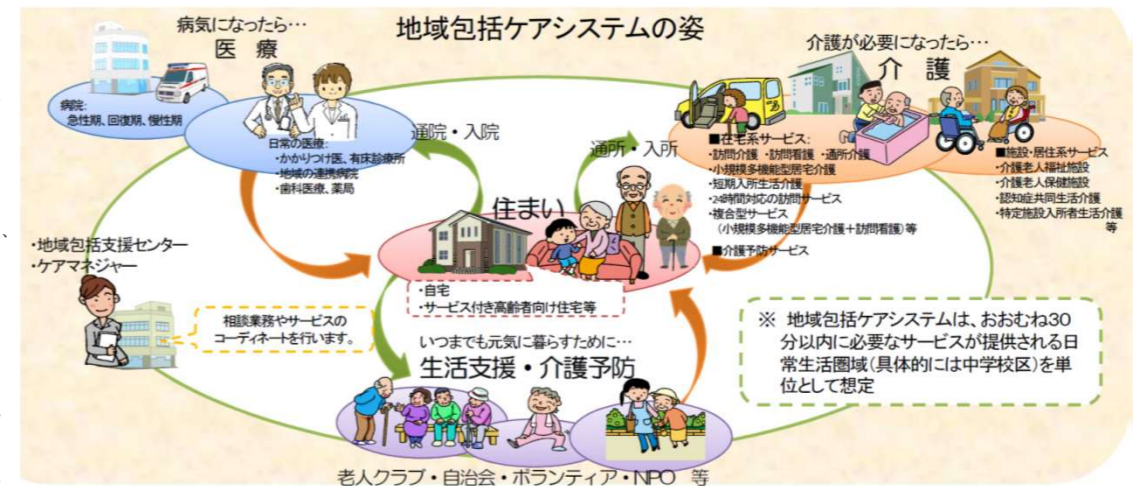 地域包括ケアシステムの姿
病気になったら…
医 療
病院:
急性期、回復期、慢性期
日常の医療:
・かかりつけ医、有床診療所
・地域の連携病院
・歯科医療、薬局
通院・入院
通所・入所
介護が必要になったら…
介 護
■在宅系サービス:
・訪問介護 ・訪問看護 ・通所介護
・小規模多機能型居宅介護
・短期入所生活介護
・24時間対応の訪問サービス
・複合型サービス
(小規模多機能型居宅介護+訪問看護)等
■介護予防サービス
■施設・居住系サービス
・介護老人福祉施設
・介護老人保健施設
・認知症共同生活介護
・特定施設入所者生活介護
等
住まい
・自宅
・サービス付き高齢者向け住宅等
・地域包括支援センター
・ケアマネジャー
相談業務やサービスの
コーディネートを行います。
いつまでも元気に暮らすために…
生活支援・介護予防
老人クラブ・自治会・ボランティア・NPO 等
※ 地域包括ケアシステムは、おおむね30
分以内に必要なサービスが提供される日
常生活圏域(具体的には中学校区)を単
位として想定